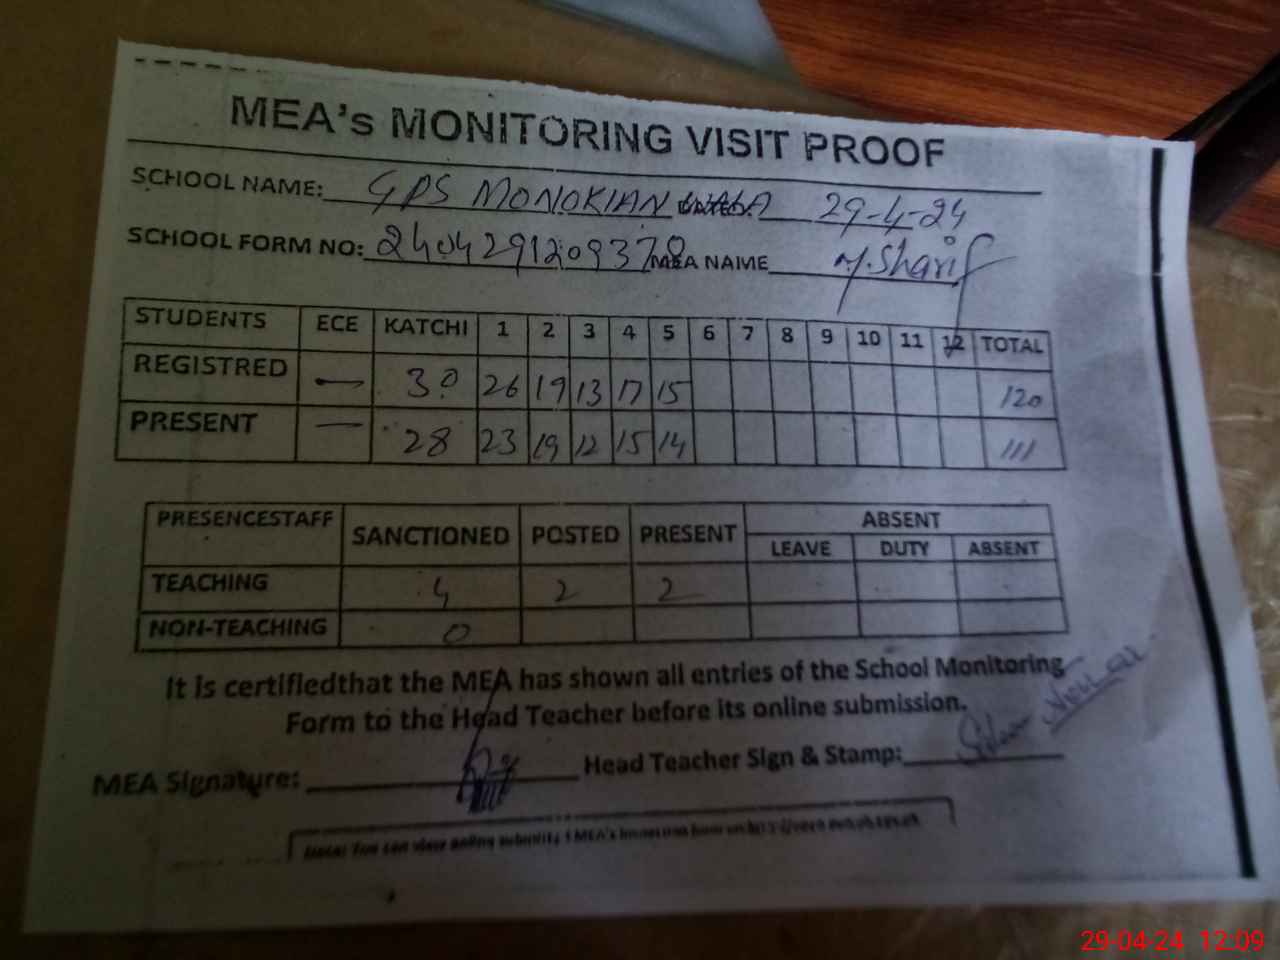 MEA's MONITORING VISIT PROOF
SCHOOL NAME: GPS MONOKIAN WALA 29-4-24
SCHOOL FORM NO: 2404291209378 MEA NAME M.Sharif
STUDENTS ECE KATCHI 1 2 3 4 5 6 7 8 9 10 11 12 TOTAL
REGISTRED — 30 26 19 13 17 15 120
PRESENT — 28 23 19 12 15 14 111
PRESENCESTAFF SANCTIONED POSTED PRESENT ABSENT
LEAVE DUTY ABSENT
TEACHING 4 2 2
NON-TEACHING 0
It is certifiedthat the MEA has shown all entries of the School Monitoring
Form to the Head Teacher before its online submission.
MEA Signature: Head Teacher Sign & Stamp:
Note: You can view online
29-04-24 12:09